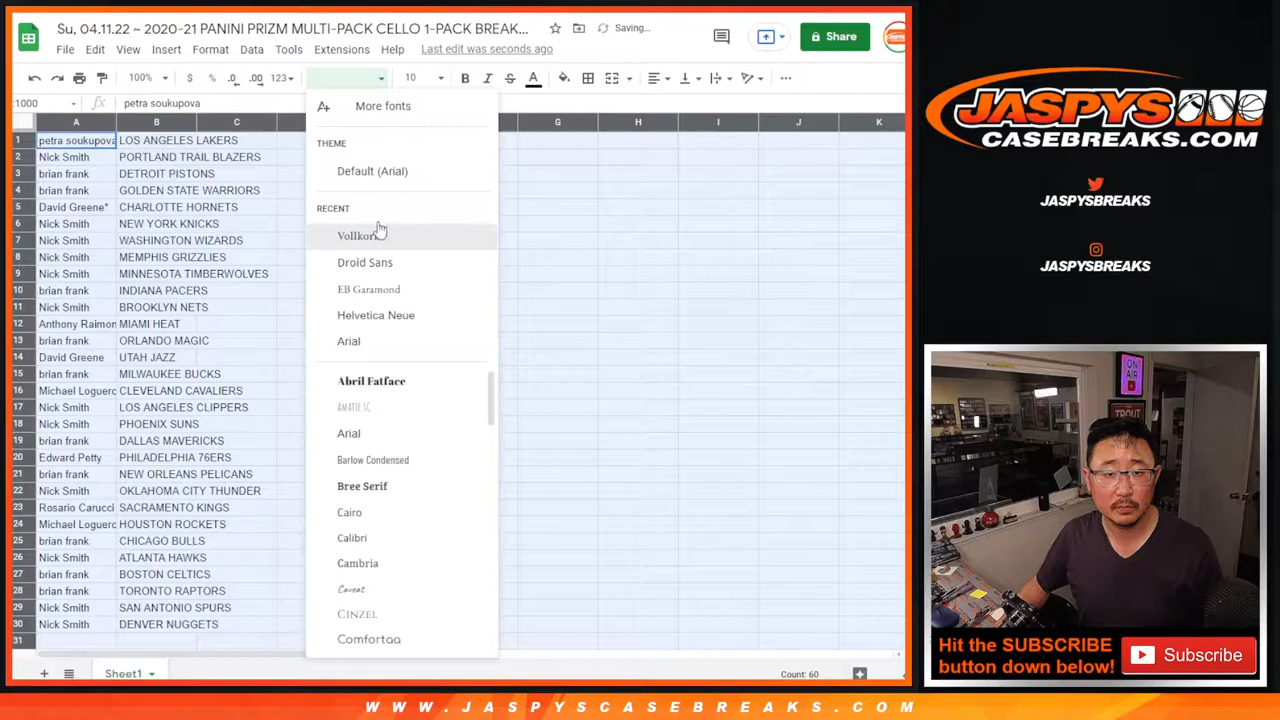 Su, 04.11.22 ~ 2020-21 PANINI PRIZM MULTI-PACK CELLO 1-PACK BREAK...
Saving...
File Edit View Insert Format Data Tools Extensions Help Last edit was seconds ago
Share
100% $ % .0 .00 123 10 B I S A
:1000 fx petra soukupova
A B C G H I J K
1 petra soukupova LOS ANGELES LAKERS
2 Nick Smith PORTLAND TRAIL BLAZERS
3 brian frank DETROIT PISTONS
4 brian frank GOLDEN STATE WARRIORS
5 David Greene* CHARLOTTE HORNETS
6 Nick Smith NEW YORK KNICKS
7 Nick Smith WASHINGTON WIZARDS
8 Nick Smith MEMPHIS GRIZZLIES
9 Nick Smith MINNESOTA TIMBERWOLVES
10 brian frank INDIANA PACERS
11 Nick Smith BROOKLYN NETS
12 Anthony Raimon MIAMI HEAT
13 brian frank ORLANDO MAGIC
14 David Greene UTAH JAZZ
15 brian frank MILWAUKEE BUCKS
16 Michael Loguerc CLEVELAND CAVALIERS
17 Nick Smith LOS ANGELES CLIPPERS
18 Nick Smith PHOENIX SUNS
19 brian frank DALLAS MAVERICKS
20 Edward Petty PHILADELPHIA 76ERS
21 brian frank NEW ORLEANS PELICANS
22 Nick Smith OKLAHOMA CITY THUNDER
23 Rosario Carucci SACRAMENTO KINGS
24 Michael Loguerc HOUSTON ROCKETS
25 brian frank CHICAGO BULLS
26 Nick Smith ATLANTA HAWKS
27 brian frank BOSTON CELTICS
28 brian frank TORONTO RAPTORS
29 Nick Smith SAN ANTONIO SPURS
30 Nick Smith DENVER NUGGETS
31
More fonts
THEME
Default (Arial)
RECENT
Vollkorn
Droid Sans
EB Garamond
Helvetica Neue
Arial
Abril Fatface
AMATIC SC
Arial
Barlow Condensed
Bree Serif
Cairo
Calibri
Cambria
Caveat
CINZEL
Comfortaa
Sheet1
Count: 60
JASPYS
CASEBREAKS.COM
JASPYSBREAKS
JASPYSBREAKS
ON AIR
TROUT
Hit the SUBSCRIBE
button down below!
Subscribe
WWW.JASPYSCASEBREAKS.COM